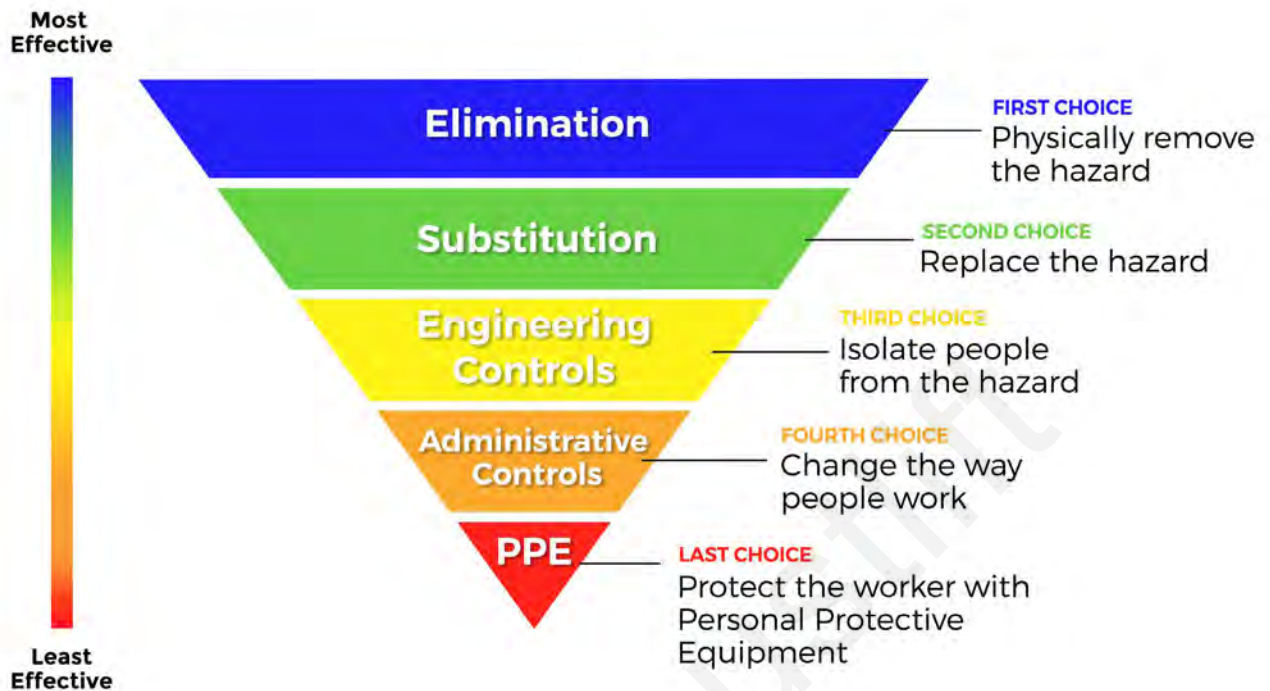 Most
Effective
Elimination
FIRST CHOICE
Physically remove
the hazard
Substitution
SECOND CHOICE
Replace the hazard
Engineering
Controls
THIRD CHOICE
Isolate people
from the hazard
Administrative
Controls
FOURTH CHOICE
Change the way
people work
PPE
LAST CHOICE
Protect the worker with
Personal Protective
Equipment
Least
Effective